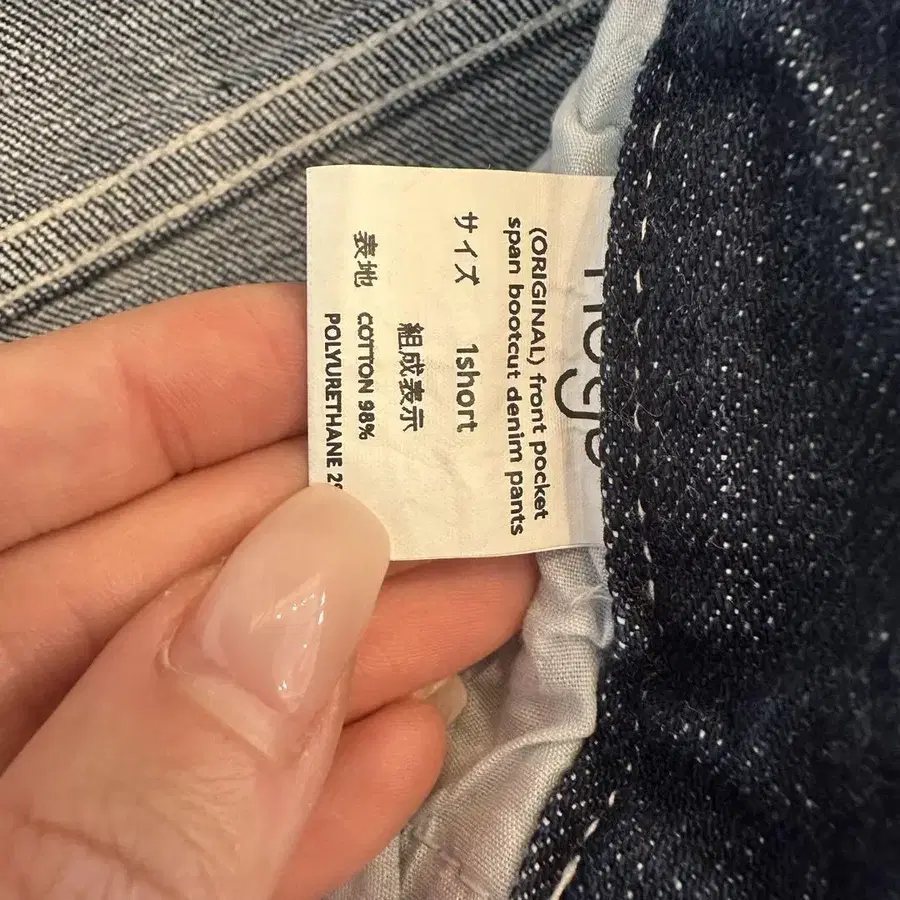 (ORIIGINAL) front pocket
span bootcut denim pants
サイズ 1short
組成表示
表地 COTTON 98%
POLYURETHANE 2%